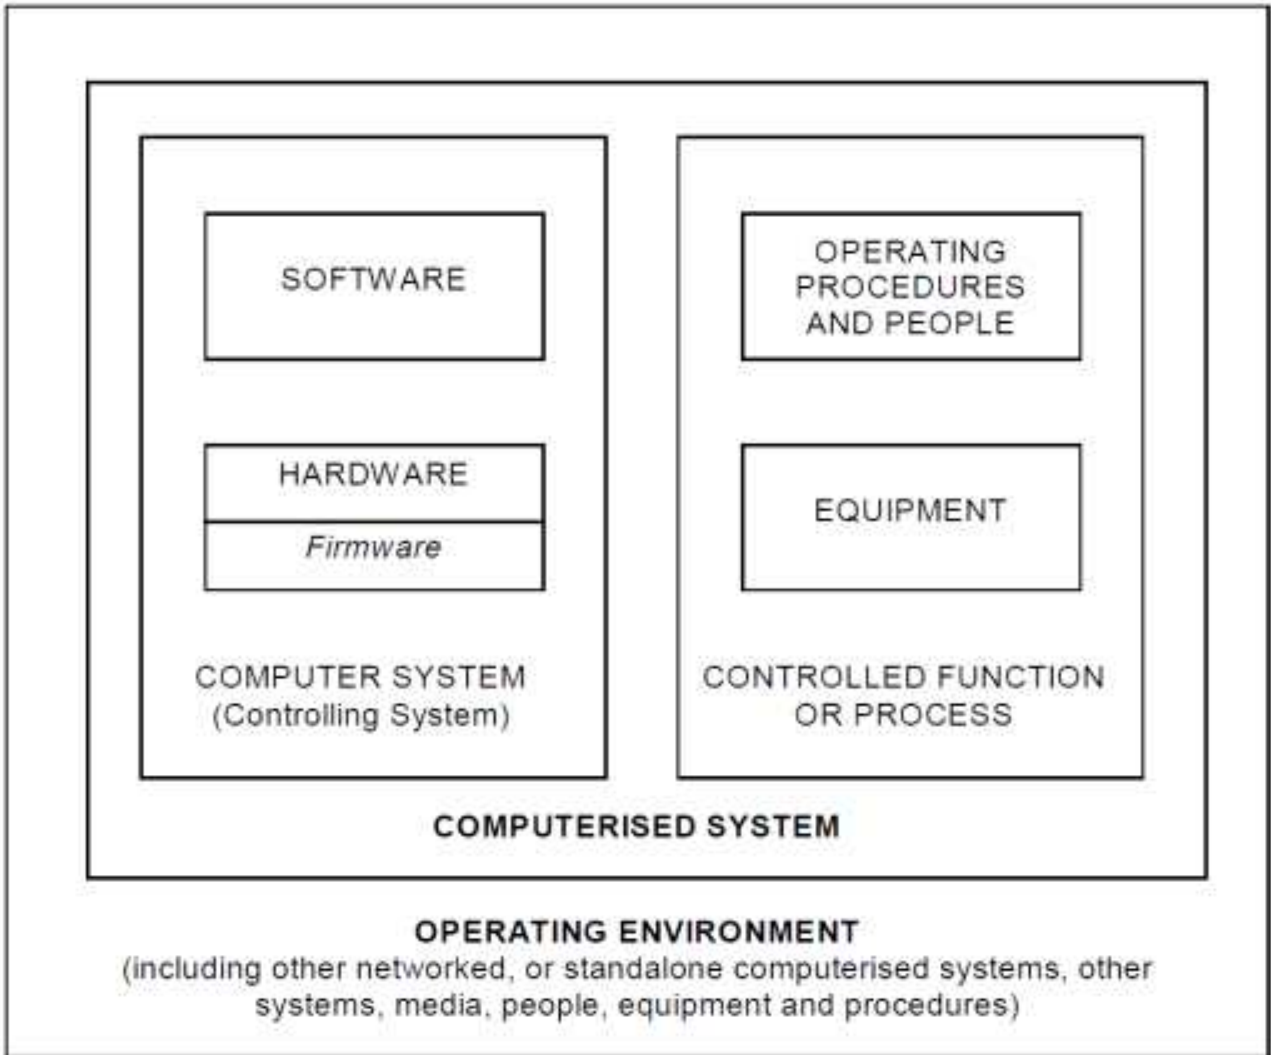 SOFTWARE
HARDWARE
Firmware
COMPUTER SYSTEM
(Controlling System)
OPERATING
PROCEDURES
AND PEOPLE
EQUIPMENT
CONTROLLED FUNCTION
OR PROCESS
COMPUTERISED SYSTEM
OPERATING ENVIRONMENT
(including other networked, or standalone computerised systems, other
systems, media, people, equipment and procedures)